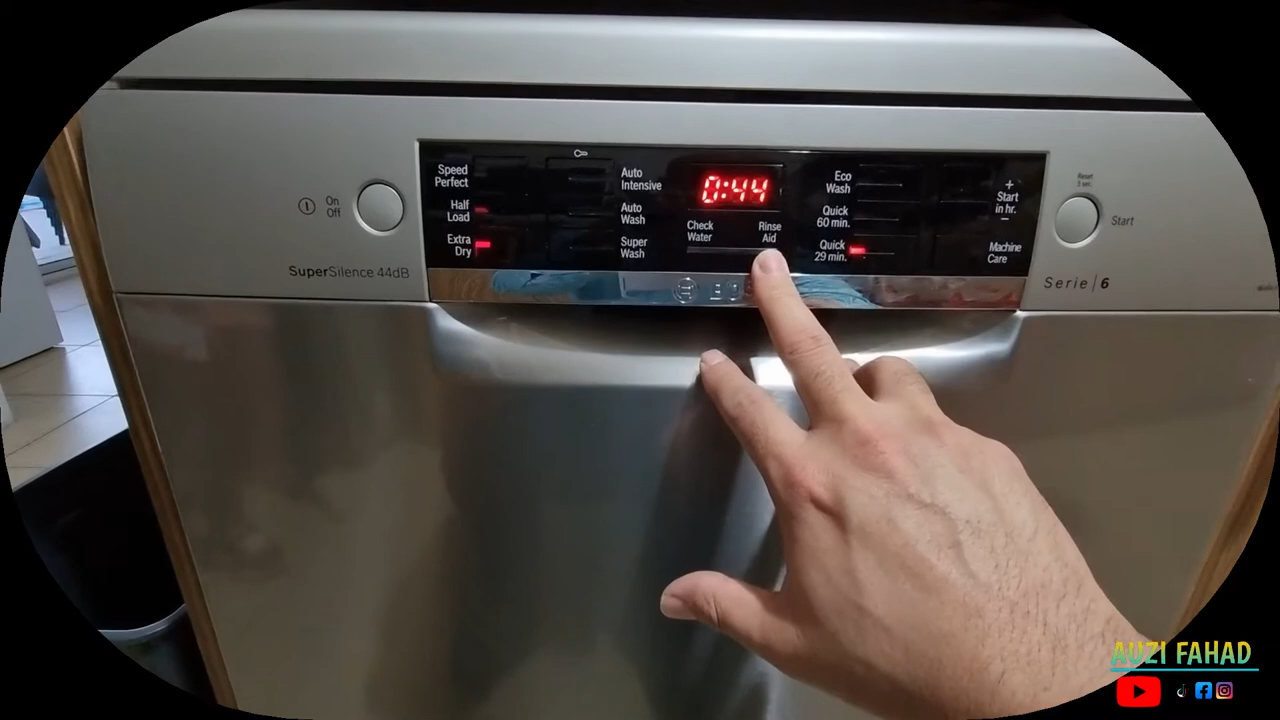 On
Off
SuperSilence 44dB
Speed
Perfect
Half
Load
Extra
Dry
Auto
Intensive
Auto
Wash
Super
Wash
0:44
Check
Water
Rinse
Aid
Eco
Wash
Quick
60 min.
Quick
29 min.
+
Start
in hr.
−
Machine
Care
Reset
3 sec.
Start
Serie | 6
AUZI FAHAD